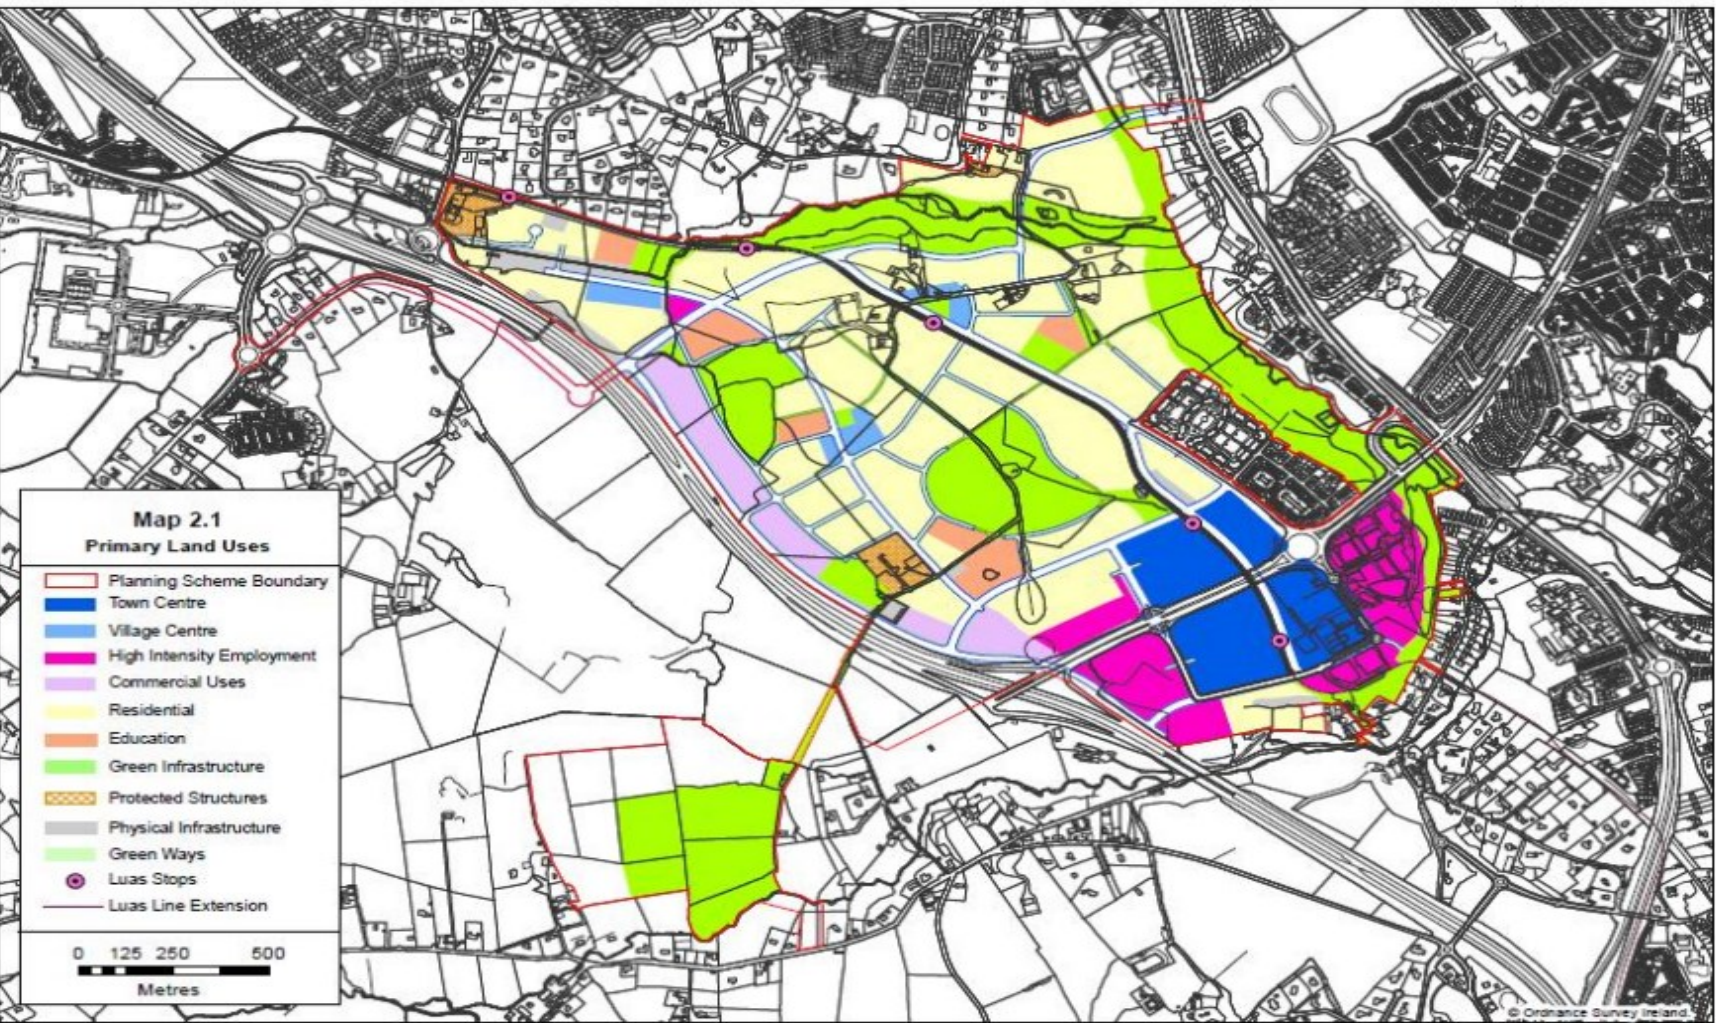 Map 2.1
Primary Land Uses
Planning Scheme Boundary
Town Centre
Village Centre
High Intensity Employment
Commercial Uses
Residential
Education
Green Infrastructure
Protected Structures
Physical Infrastructure
Green Ways
Luas Stops
Luas Line Extension
0 125 250 500
Metres
© Ordnance Survey Ireland.